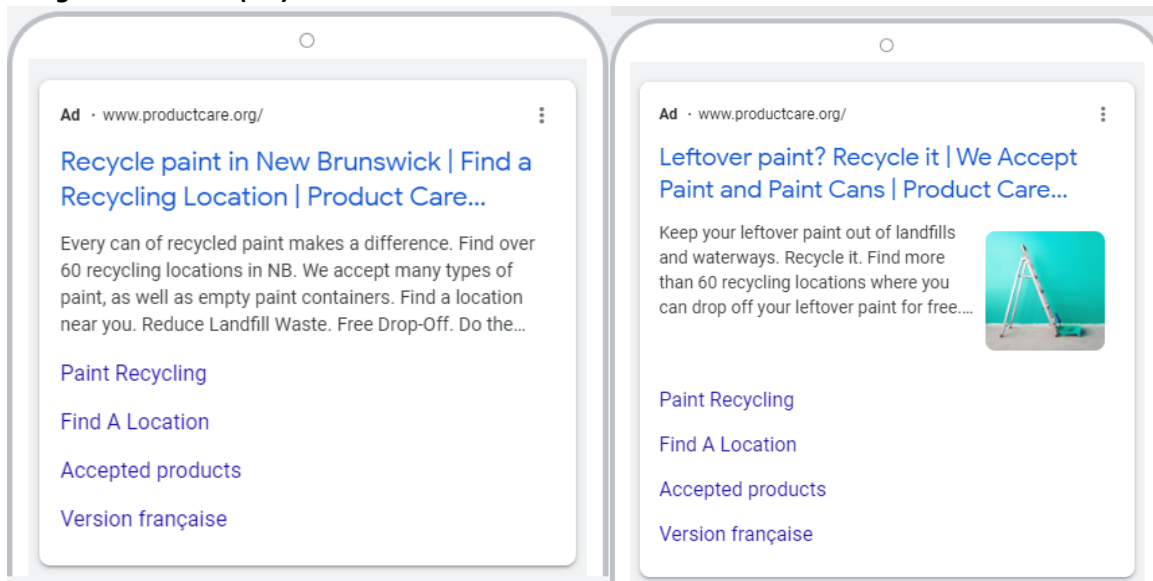 Ad · www.productcare.org/
Recycle paint in New Brunswick | Find a
Recycling Location | Product Care...
Every can of recycled paint makes a difference. Find over
60 recycling locations in NB. We accept many types of
paint, as well as empty paint containers. Find a location
near you. Reduce Landfill Waste. Free Drop-Off. Do the...
Paint Recycling
Find A Location
Accepted products
Version française
Ad · www.productcare.org/
Leftover paint? Recycle it | We Accept
Paint and Paint Cans | Product Care...
Keep your leftover paint out of landfills
and waterways. Recycle it. Find more
than 60 recycling locations where you
can drop off your leftover paint for free....
Paint Recycling
Find A Location
Accepted products
Version française